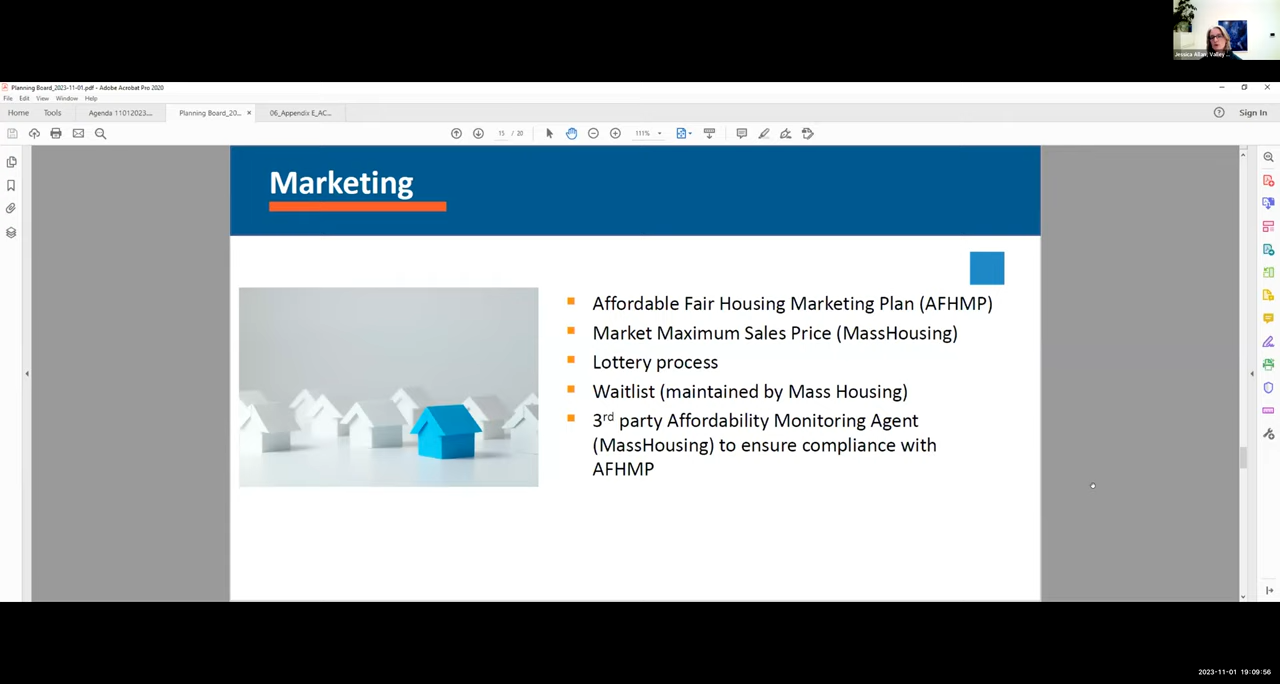 Jessica Allan, Valley ...
Planning Board_2023-11-01.pdf - Adobe Acrobat Pro 2020
File Edit View Window Help
Home Tools Agenda 11012023.... Planning Board_20... × 06_Appendix E_AC... Sign In
15 / 20 111%
Marketing
Affordable Fair Housing Marketing Plan (AFHMP)
Market Maximum Sales Price (MassHousing)
Lottery process
Waitlist (maintained by Mass Housing)
3rd party Affordability Monitoring Agent
(MassHousing) to ensure compliance with
AFHMP
2023-11-01 19:09:56